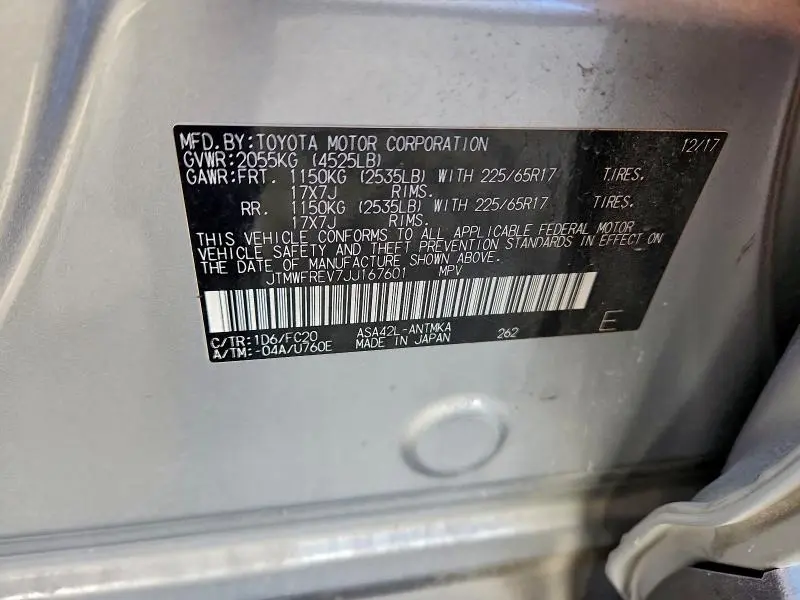 MFD. BY: TOYOTA MOTOR CORPORATION 12/17
GVWR: 2055KG (4525LB)
GAWR: FRT. 1150KG (2535LB) WITH 225/65R17 TIRES.
17X7J RIMS.
RR. 1150KG (2535LB) WITH 225/65R17 TIRES.
17X7J RIMS.
THIS VEHICLE CONFORMS TO ALL APPLICABLE FEDERAL MOTOR
VEHICLE SAFETY AND THEFT PREVENTION STANDARDS IN EFFECT ON
THE DATE OF MANUFACTURE SHOWN ABOVE.
JTMWFREV7JJ167601 MPV
C/TR: 1D6/FC20 ASA42L-ANTMKA 262 E
A/TM: -04A/U760E MADE IN JAPAN